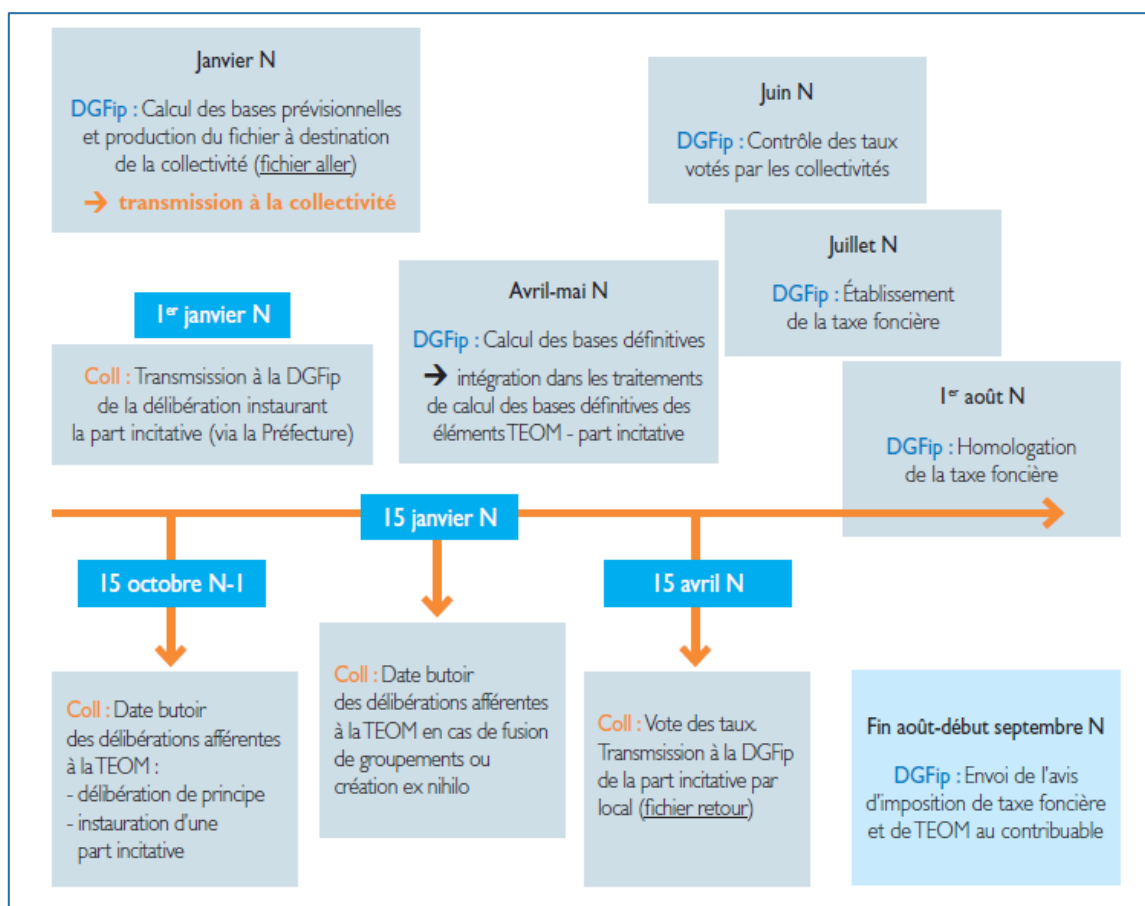 Janvier N
DGFip : Calcul des bases prévisionnelles
et production du fichier à destination
de la collectivité (fichier aller)
→ transmission à la collectivité
Juin N
DGFip : Contrôle des taux
votés par les collectivités
Juillet N
DGFip : Établissement
de la taxe foncière
Avril-mai N
DGFip : Calcul des bases définitives
→ intégration dans les traitements
de calcul des bases définitives des
éléments TEOM - part incitative
1er janvier N
Coll : Transmsission à la DGFip
de la délibération instaurant
la part incitative (via la Préfecture)
1er août N
DGFip : Homologation
de la taxe foncière
15 janvier N
15 octobre N-1
15 avril N
Coll : Date butoir
des délibérations afférentes
à la TEOM :
- délibération de principe
- instauration d'une
part incitative
Coll : Date butoir
des délibérations afférentes
à la TEOM en cas de fusion
de groupements ou
création ex nihilo
Coll : Vote des taux.
Transmsission à la DGFip
de la part incitative par
local (fichier retour)
Fin août-début septembre N
DGFip : Envoi de l'avis
d'imposition de taxe foncière
et de TEOM au contribuable